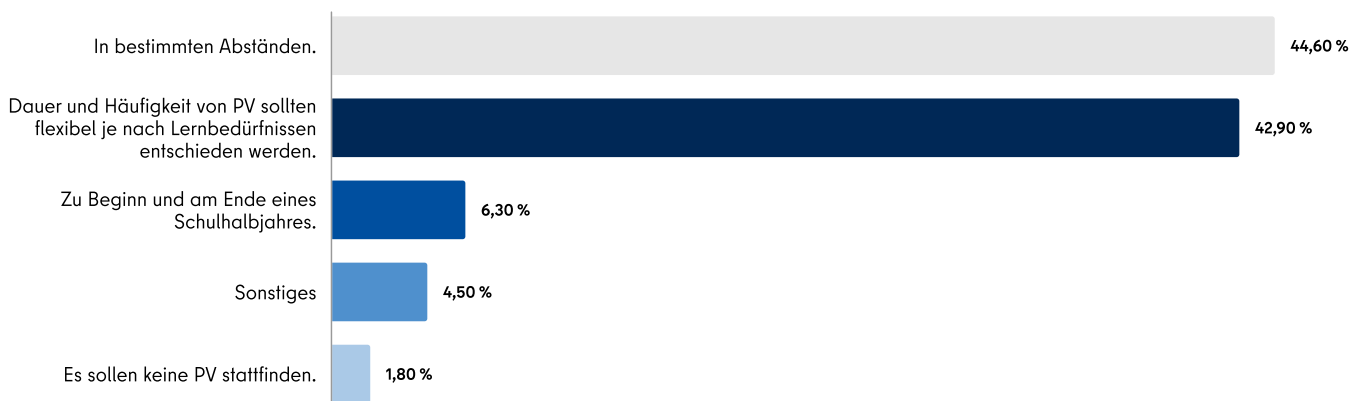 In bestimmten Abständen.
44,60 %
Dauer und Häufigkeit von PV sollten
flexibel je nach Lernbedürfnissen
entschieden werden.
42,90 %
Zu Beginn und am Ende eines
Schulhalbjahres.
6,30 %
Sonstiges
4,50 %
Es sollen keine PV stattfinden.
1,80 %